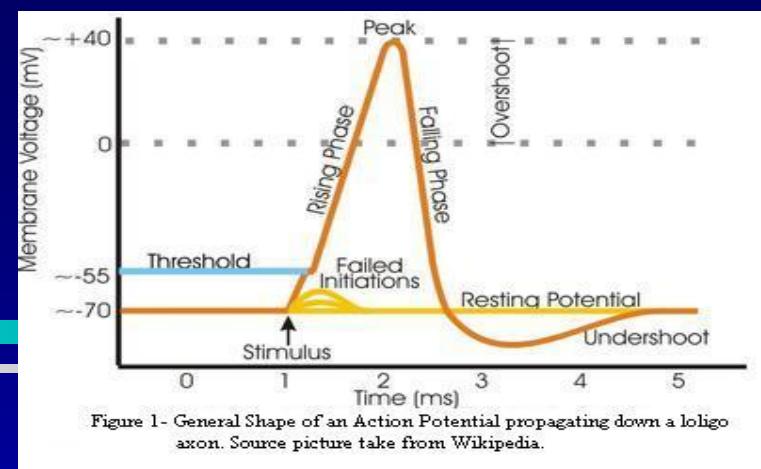 Peak
~+40
Overshoot
0
Membrane Voltage (mV)
Rising Phase
Falling Phase
Threshold
Failed
Initiations
~-55
Resting Potential
~-70
Undershoot
Stimulus
0 1 2 3 4 5
Time (ms)
Figure 1- General Shape of an Action Potential propagating down a loligo
axon. Source picture take from Wikipedia.